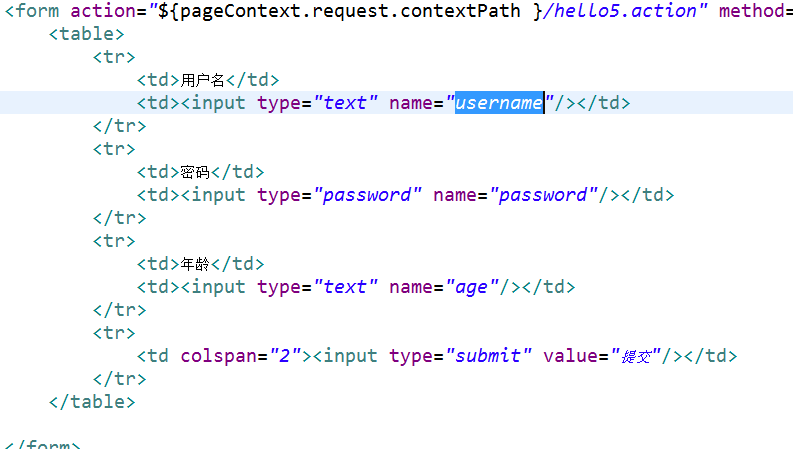 <form action="${pageContext.request.contextPath }/hello5.action" method=
<table>
<tr>
<td>用户名</td>
<td><input type="text" name="username"/></td>
</tr>
<tr>
<td>密码</td>
<td><input type="password" name="password"/></td>
</tr>
<tr>
<td>年龄</td>
<td><input type="text" name="age"/></td>
</tr>
<tr>
<td colspan="2"><input type="submit" value="提交"/></td>
</tr>
</table>
</form>